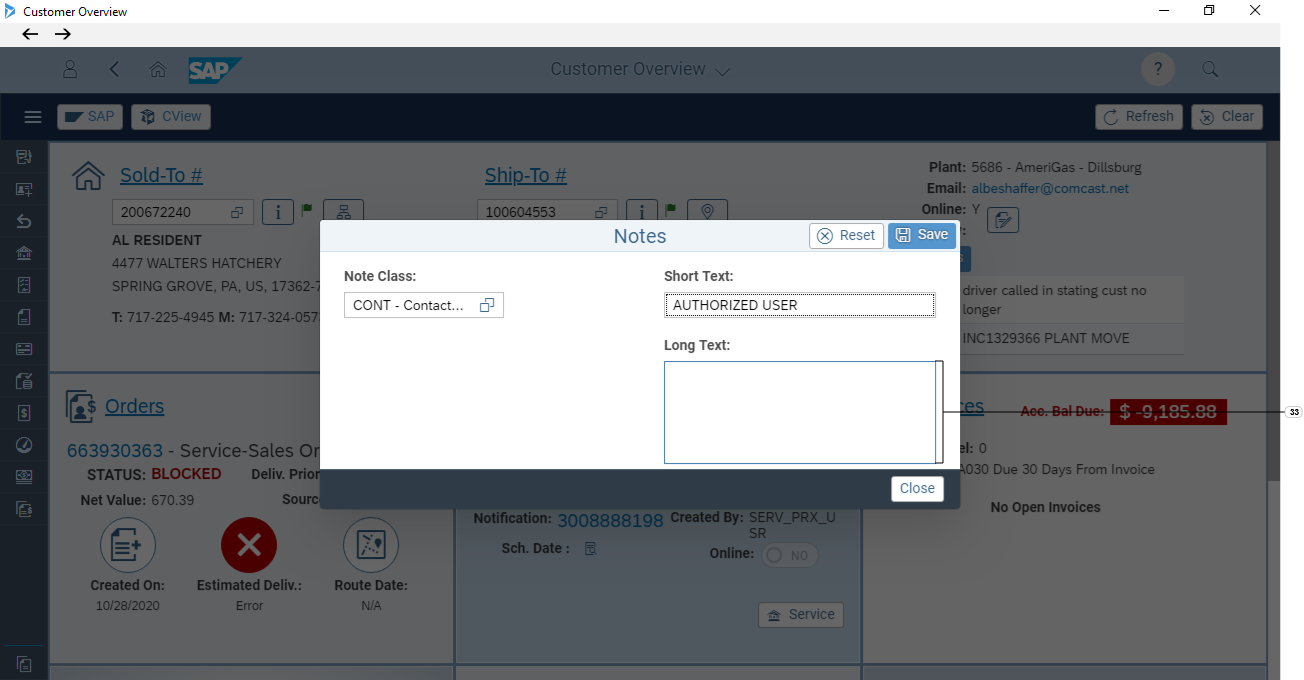 Customer Overview
SAP
Customer Overview
?
SAP
CView
Refresh
Clear
Sold-To #
Ship-To #
Plant: 5686 - AmeriGas - Dillsburg
Email: albeshaffer@comcast.net
Online: Y
200672240
i
100604553
i
AL RESIDENT
4477 WALTERS HATCHERY
SPRING GROVE, PA, US, 17362-7
T: 717-225-4945 M: 717-324-057
driver called in stating cust no
longer
INC1329366 PLANT MOVE
Notes
Reset
Save
Note Class:
Short Text:
CONT - Contact...
AUTHORIZED USER
Long Text:
Close
Orders
663930363 - Service-Sales Or
STATUS: BLOCKED
Deliv. Prior
Net Value: 670.39
Sourc
Created On:
10/28/2020
Estimated Deliv.:
Error
Route Date:
N/A
Notification: 3008888198
Created By: SERV_PRX_U
SR
Sch. Date :
Online:
NO
Service
ces
Acc. Bal Due:
$ -9,185.88
33
el: 0
A030 Due 30 Days From Invoice
No Open Invoices